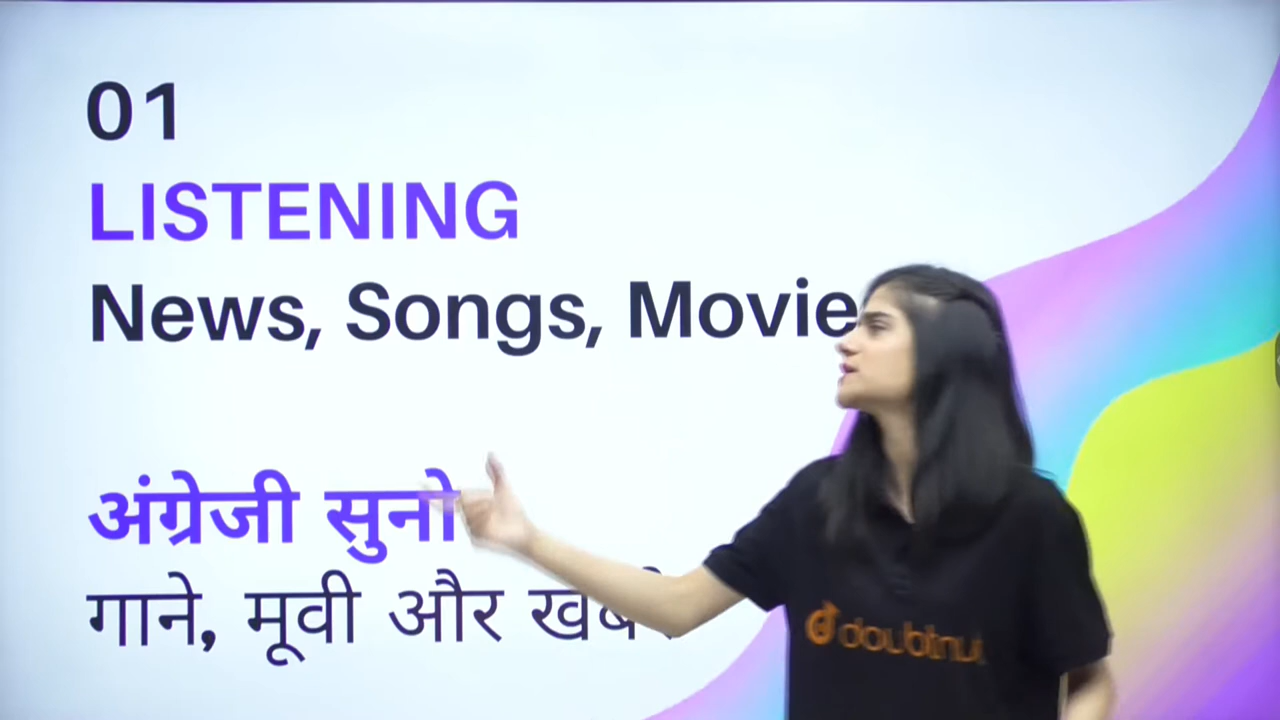 01
LISTENING
News, Songs, Movie
अंग्रेजी सुनो
गाने, मूवी और
doubtnut